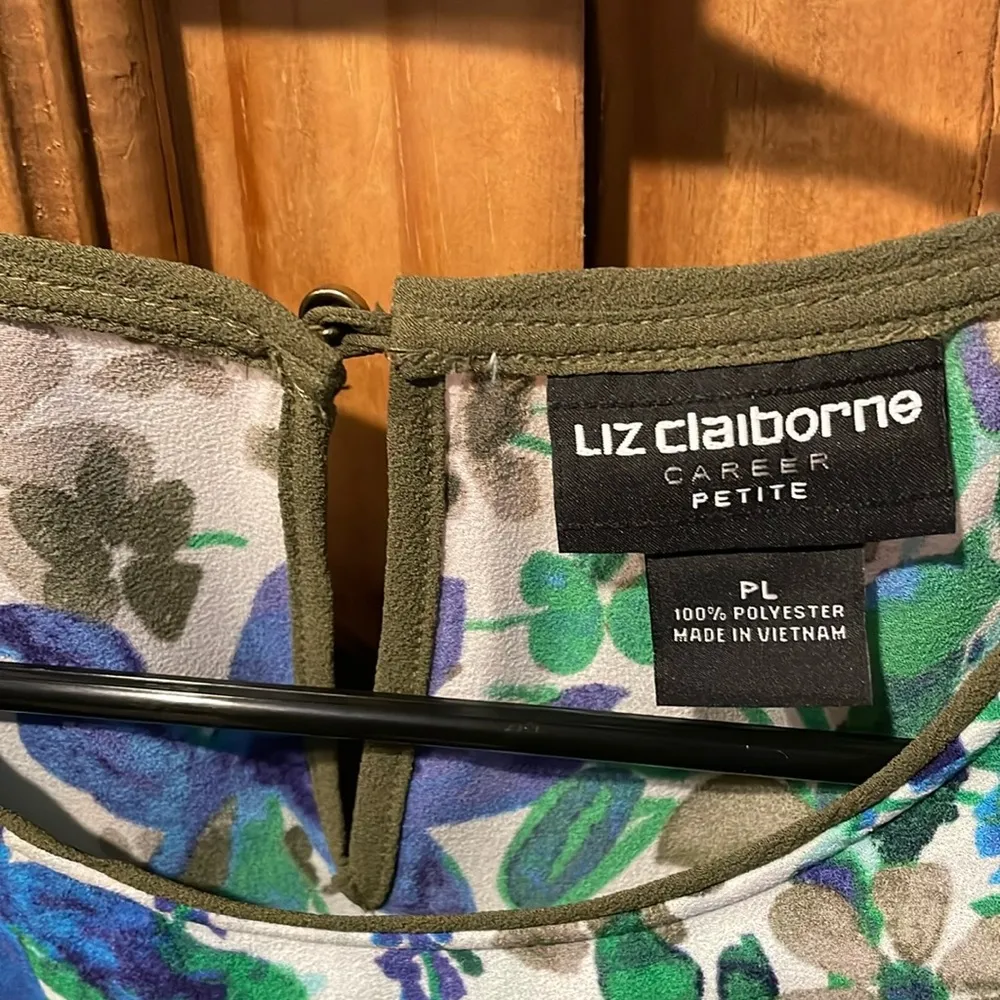 LIZ claiborne
CAREER
PETITE
PL
100% POLYESTER
MADE IN VIETNAM